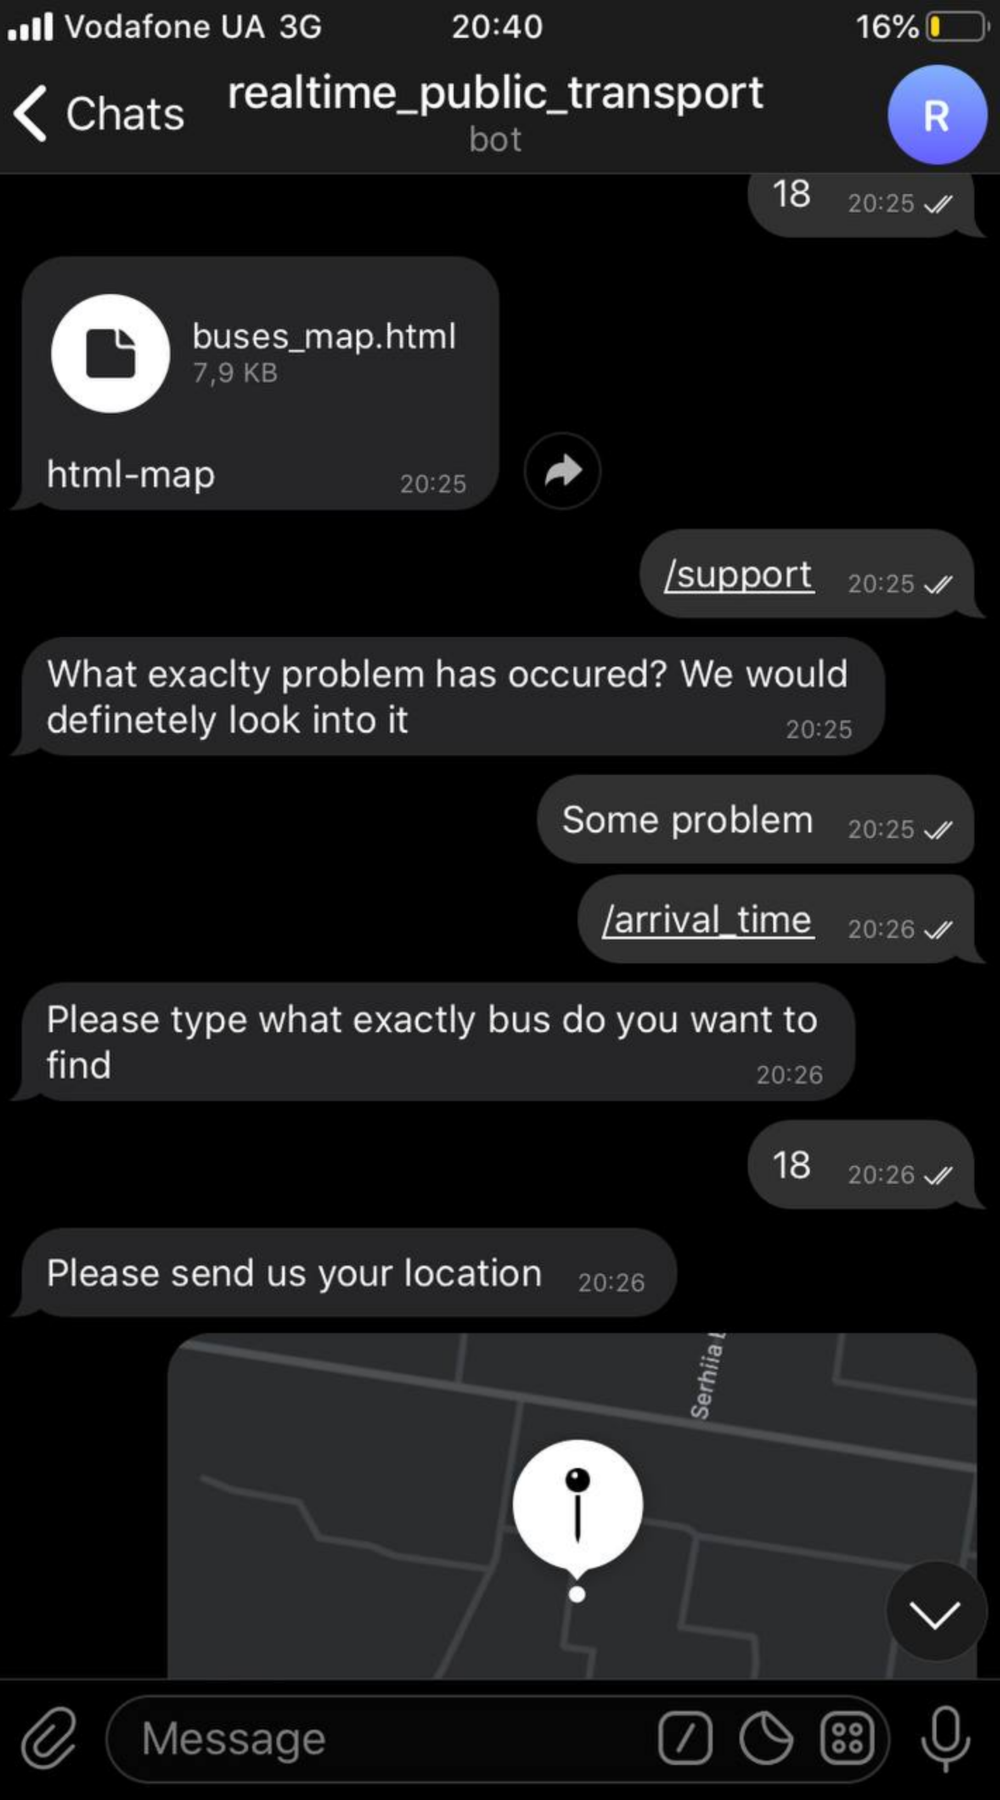 Vodafone UA 3G 20:40 16%
Chats realtime_public_transport R
bot
18 20:25
buses_map.html
7,9 KB
html-map 20:25
/support 20:25
What exaclty problem has occured? We would
definetely look into it 20:25
Some problem 20:25
/arrival_time 20:26
Please type what exactly bus do you want to
find 20:26
18 20:26
Please send us your location 20:26
Serhiia
Message